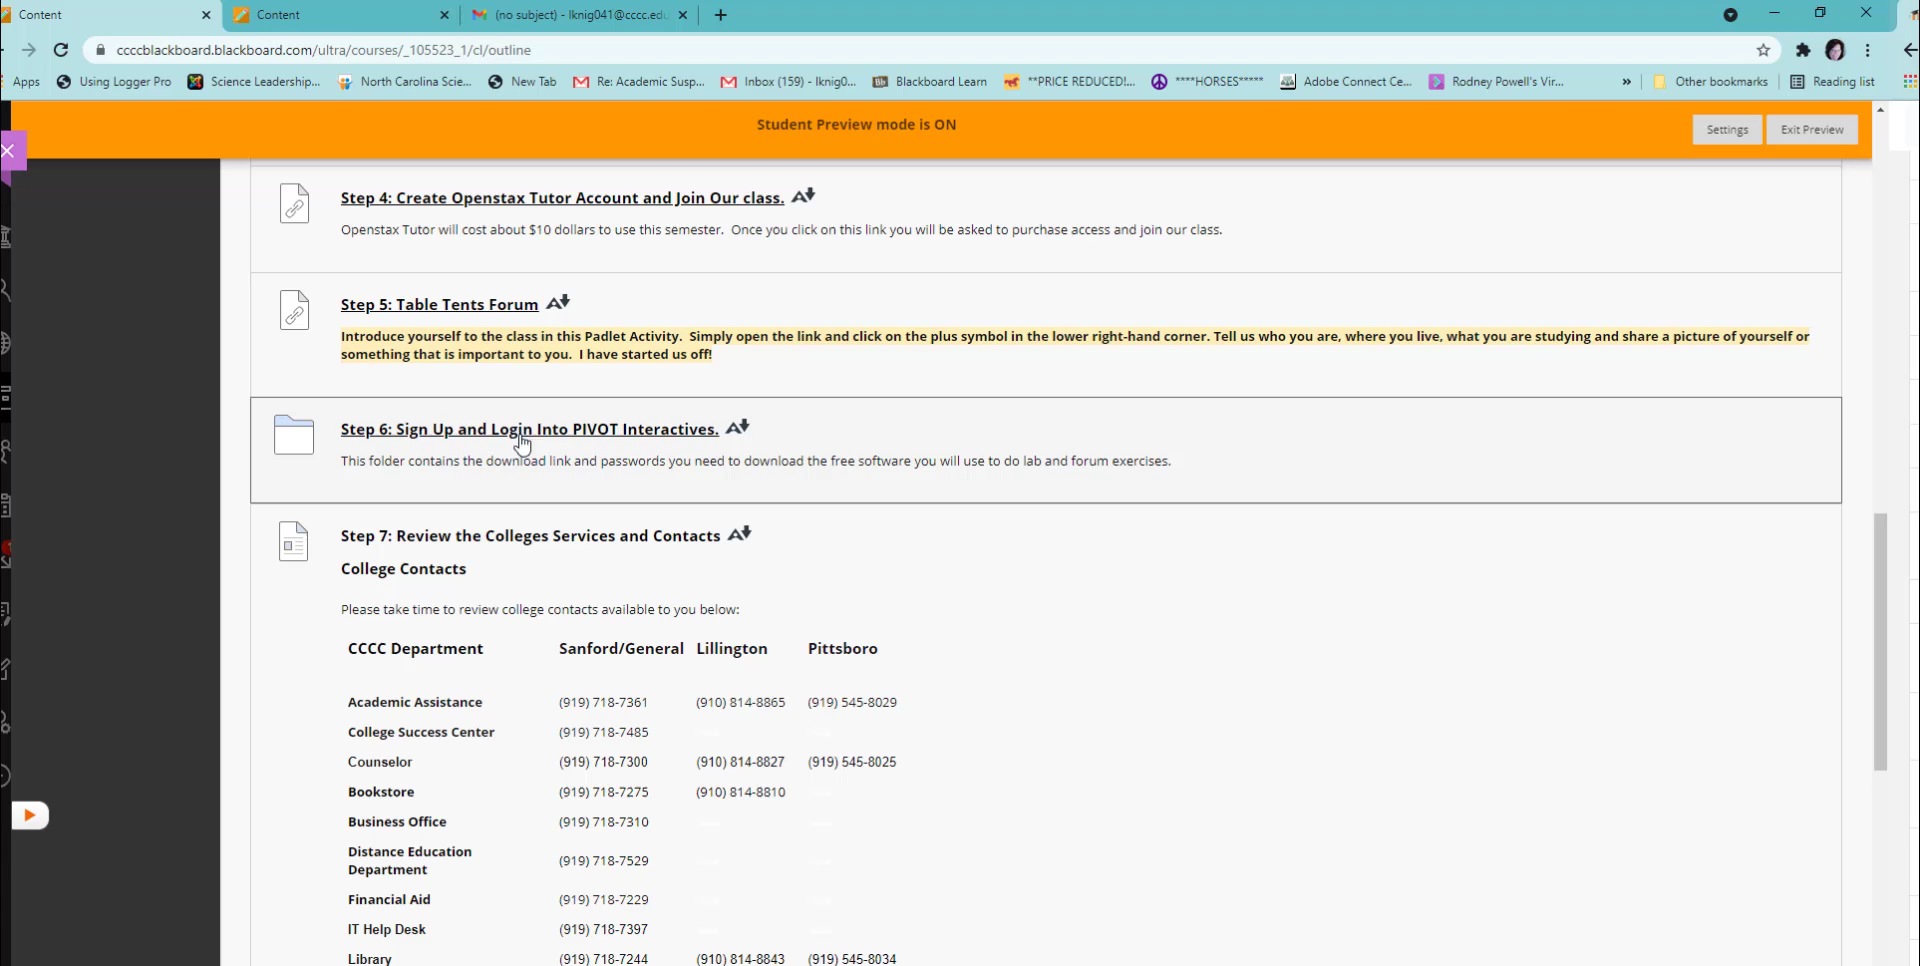 Content
Content
(no subject) - lknig041@cccc.ed
ccccblackboard.blackboard.com/ultra/courses/_105523_1/cl/outline
Apps
Using Logger Pro
Science Leadership...
North Carolina Scie...
New Tab
Re: Academic Susp...
Inbox (159) - lknig0...
Blackboard Learn
**PRICE REDUCED!...
****HORSES*****
Adobe Connect Ce...
Rodney Powell's Vir...
»
Other bookmarks
Reading list
Student Preview mode is ON
Settings
Exit Preview
Step 4: Create Openstax Tutor Account and Join Our class.
Openstax Tutor will cost about $10 dollars to use this semester. Once you click on this link you will be asked to purchase access and join our class.
Step 5: Table Tents Forum
Introduce yourself to the class in this Padlet Activity. Simply open the link and click on the plus symbol in the lower right-hand corner. Tell us who you are, where you live, what you are studying and share a picture of yourself or
something that is important to you. I have started us off!
Step 6: Sign Up and Login Into PIVOT Interactives.
This folder contains the download link and passwords you need to download the free software you will use to do lab and forum exercises.
Step 7: Review the Colleges Services and Contacts
College Contacts
Please take time to review college contacts available to you below:
CCCC Department Sanford/General Lillington Pittsboro
Academic Assistance (919) 718-7361 (910) 814-8865 (919) 545-8029
College Success Center (919) 718-7485
Counselor (919) 718-7300 (910) 814-8827 (919) 545-8025
Bookstore (919) 718-7275 (910) 814-8810
Business Office (919) 718-7310
Distance Education
Department (919) 718-7529
Financial Aid (919) 718-7229
IT Help Desk (919) 718-7397
Library (919) 718-7244 (910) 814-8843 (919) 545-8034